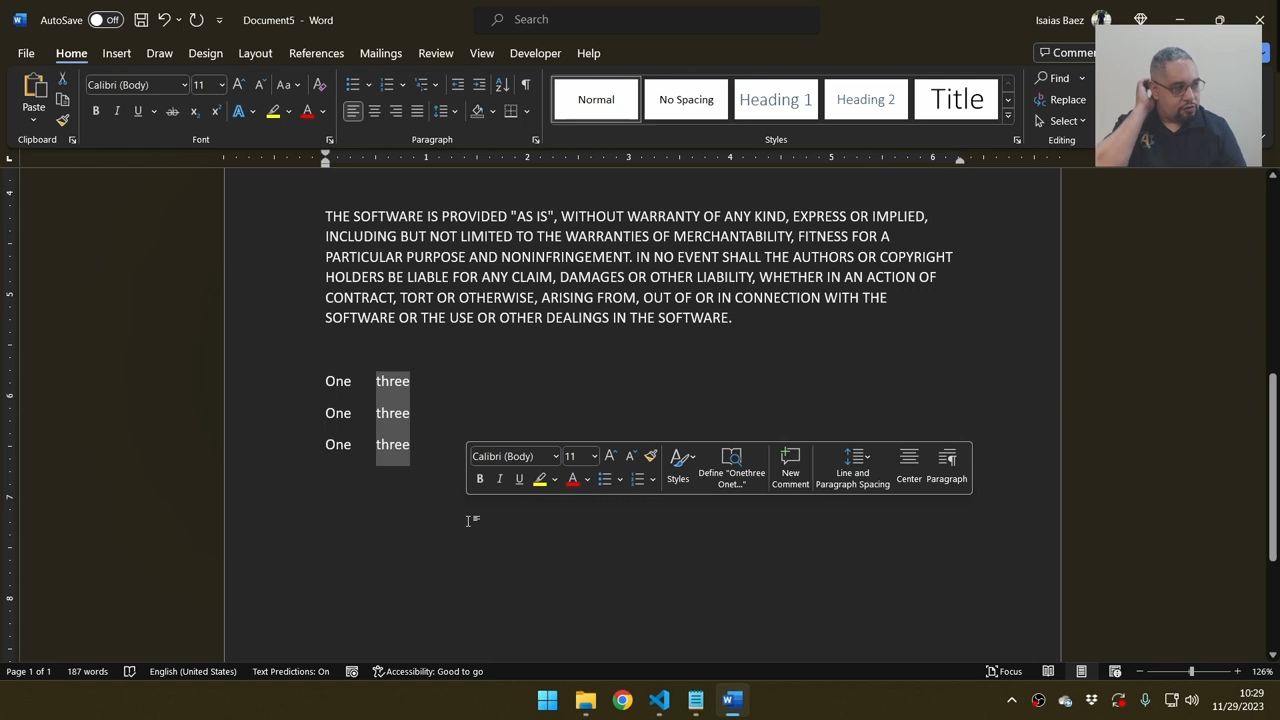 AutoSave Off Document5 - Word Search Isaias Baez
File Home Insert Draw Design Layout References Mailings Review View Developer Help
Paste Calibri (Body) 11 Normal No Spacing Heading 1 Heading 2 Title Find
Replace
Select
Clipboard Font Paragraph Styles Editing
1 2 3 4 5 6
THE SOFTWARE IS PROVIDED "AS IS", WITHOUT WARRANTY OF ANY KIND, EXPRESS OR IMPLIED,
INCLUDING BUT NOT LIMITED TO THE WARRANTIES OF MERCHANTABILITY, FITNESS FOR A
PARTICULAR PURPOSE AND NONINFRINGEMENT. IN NO EVENT SHALL THE AUTHORS OR COPYRIGHT
HOLDERS BE LIABLE FOR ANY CLAIM, DAMAGES OR OTHER LIABILITY, WHETHER IN AN ACTION OF
CONTRACT, TORT OR OTHERWISE, ARISING FROM, OUT OF OR IN CONNECTION WITH THE
SOFTWARE OR THE USE OR OTHER DEALINGS IN THE SOFTWARE.
One three
One three
One three
Calibri (Body) 11
Styles Define "Onethree Onet..." New Comment Line and Paragraph Spacing Center Paragraph
Page 1 of 1 187 words English (United States) Text Predictions: On Accessibility: Good to go Focus 126%
10:29
11/29/2023